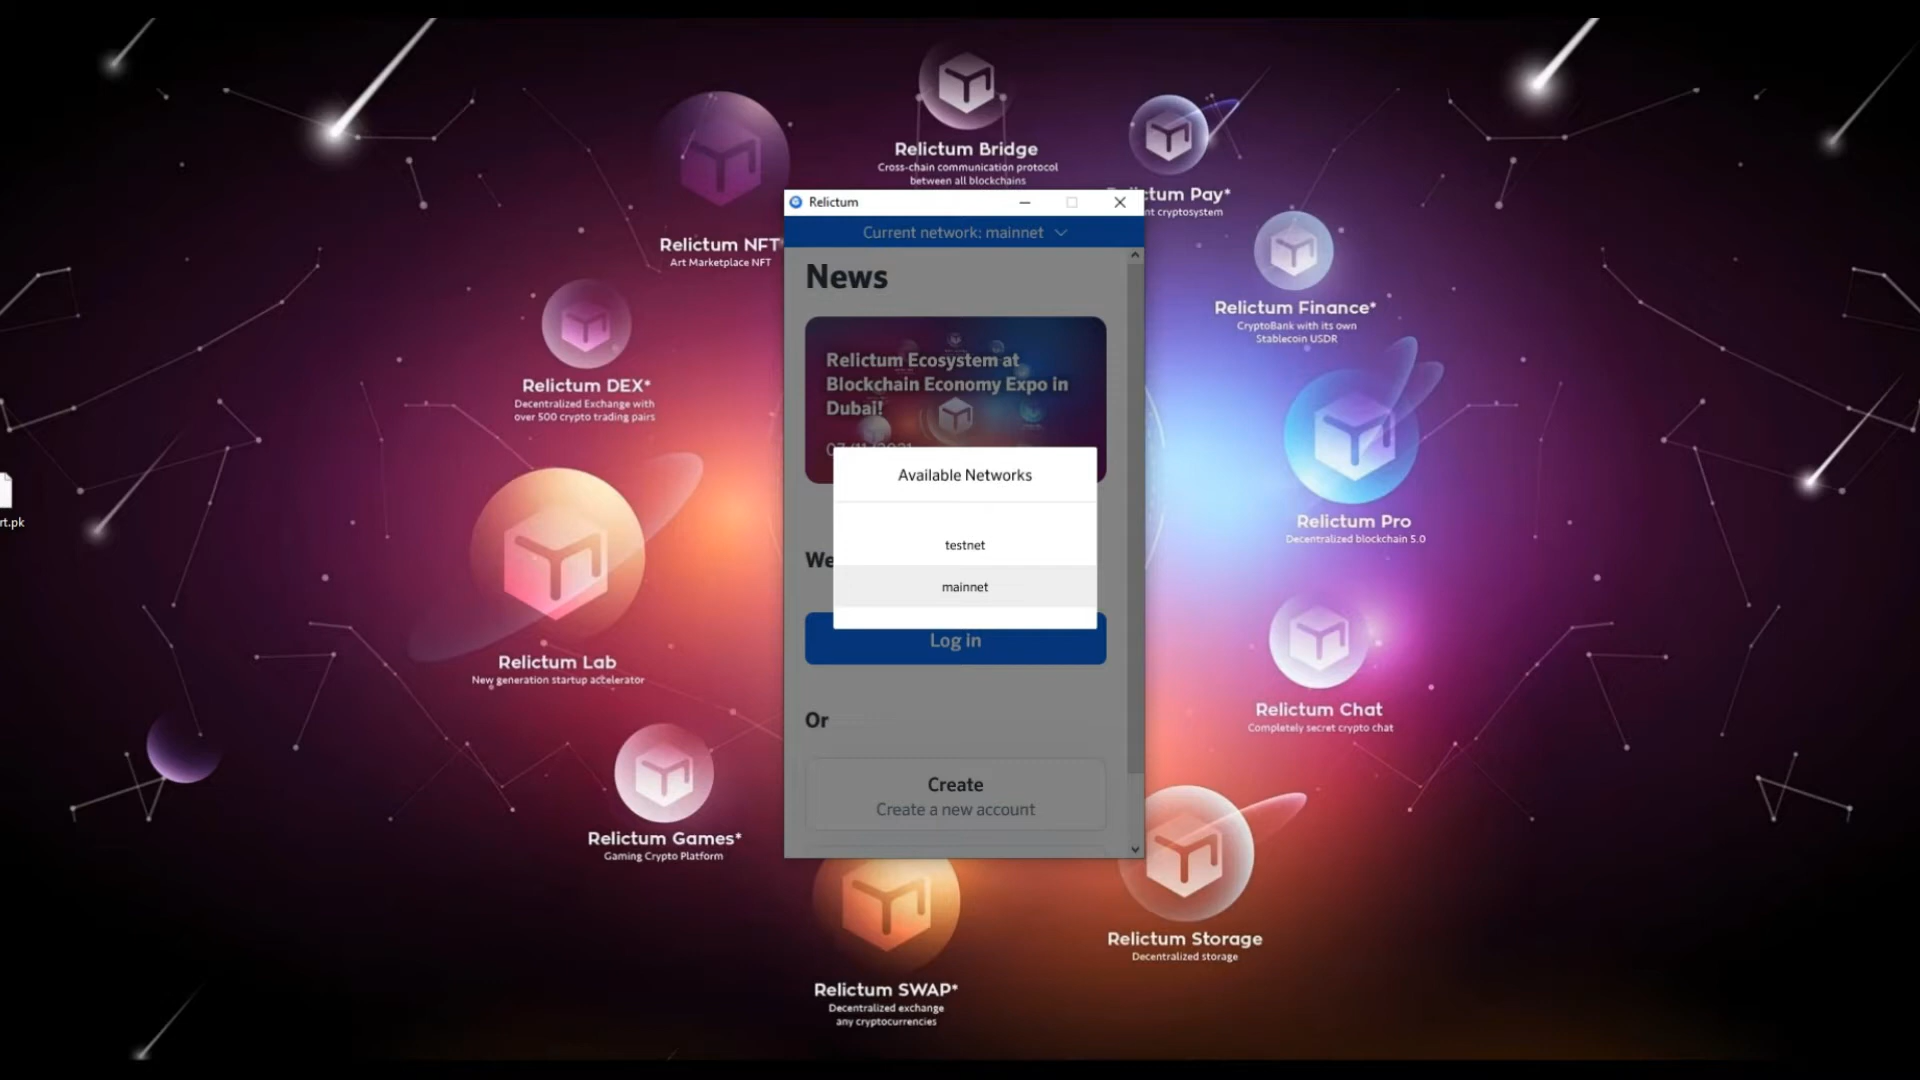 Relictum Bridge
Cross-chain communication protocol
between all blockchains
tum Pay*
nt cryptosystem
Relictum NFT
Art Marketplace NFT
Relictum Finance*
CryptoBank with its own
Stablecoin USDR
Relictum DEX*
Decentralized Exchange with
over 500 crypto trading pairs
Relictum Pro
Decentralized blockchain 5.0
rt.pk
Relictum Lab
New generation startup accelerator
Relictum Chat
Completely secret crypto chat
Relictum Games*
Gaming Crypto Platform
Relictum Storage
Decentralized storage
Relictum SWAP*
Decentralized exchange
any cryptocurrencies
Relictum
Current network: mainnet
News
Relictum Ecosystem at
Blockchain Economy Expo in
Dubai!
Available Networks
testnet
mainnet
We
Log in
Or
Create
Create a new account